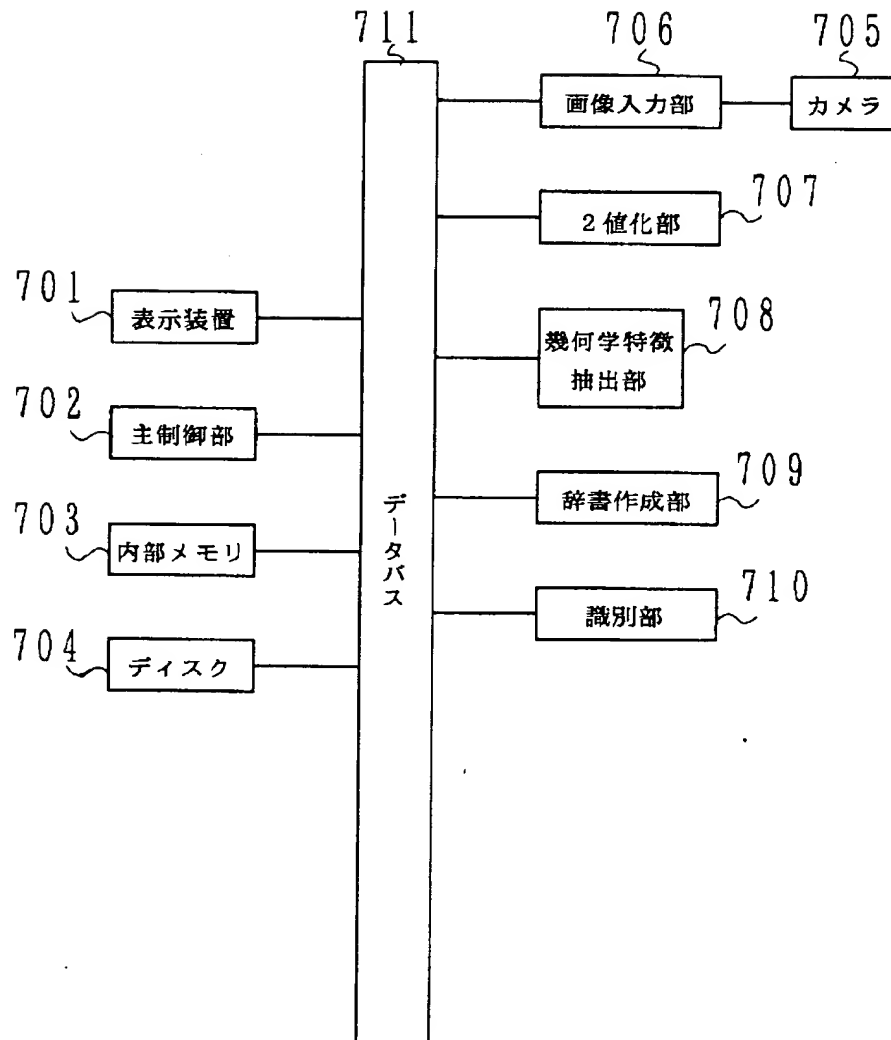 711
706
705
画像入力部
カメラ
707
2値化部
701
表示装置
708
幾何学特徴
抽出部
702
主制御部
709
辞書作成部
データバス
703
内部メモリ
710
識別部
704
ディスク